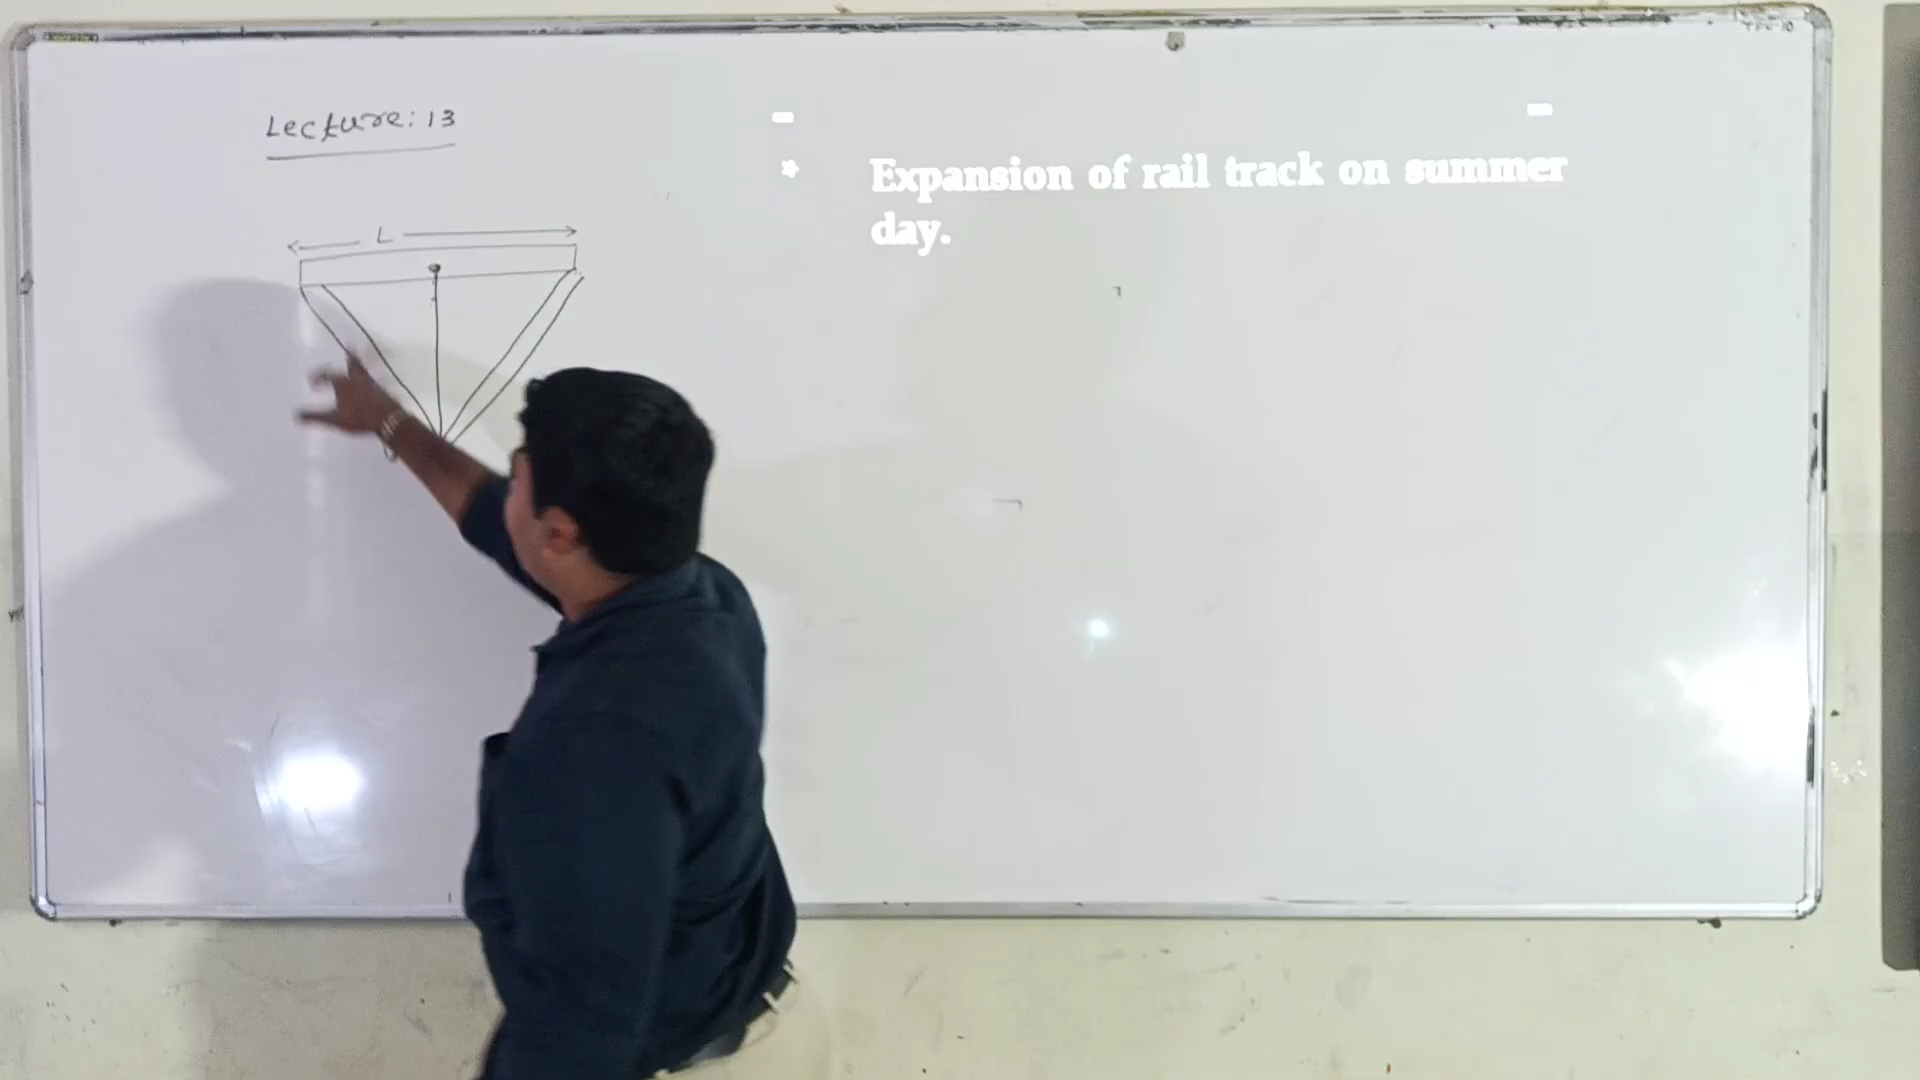 Lecture: 13
L
* Expansion of rail track on summer
day.